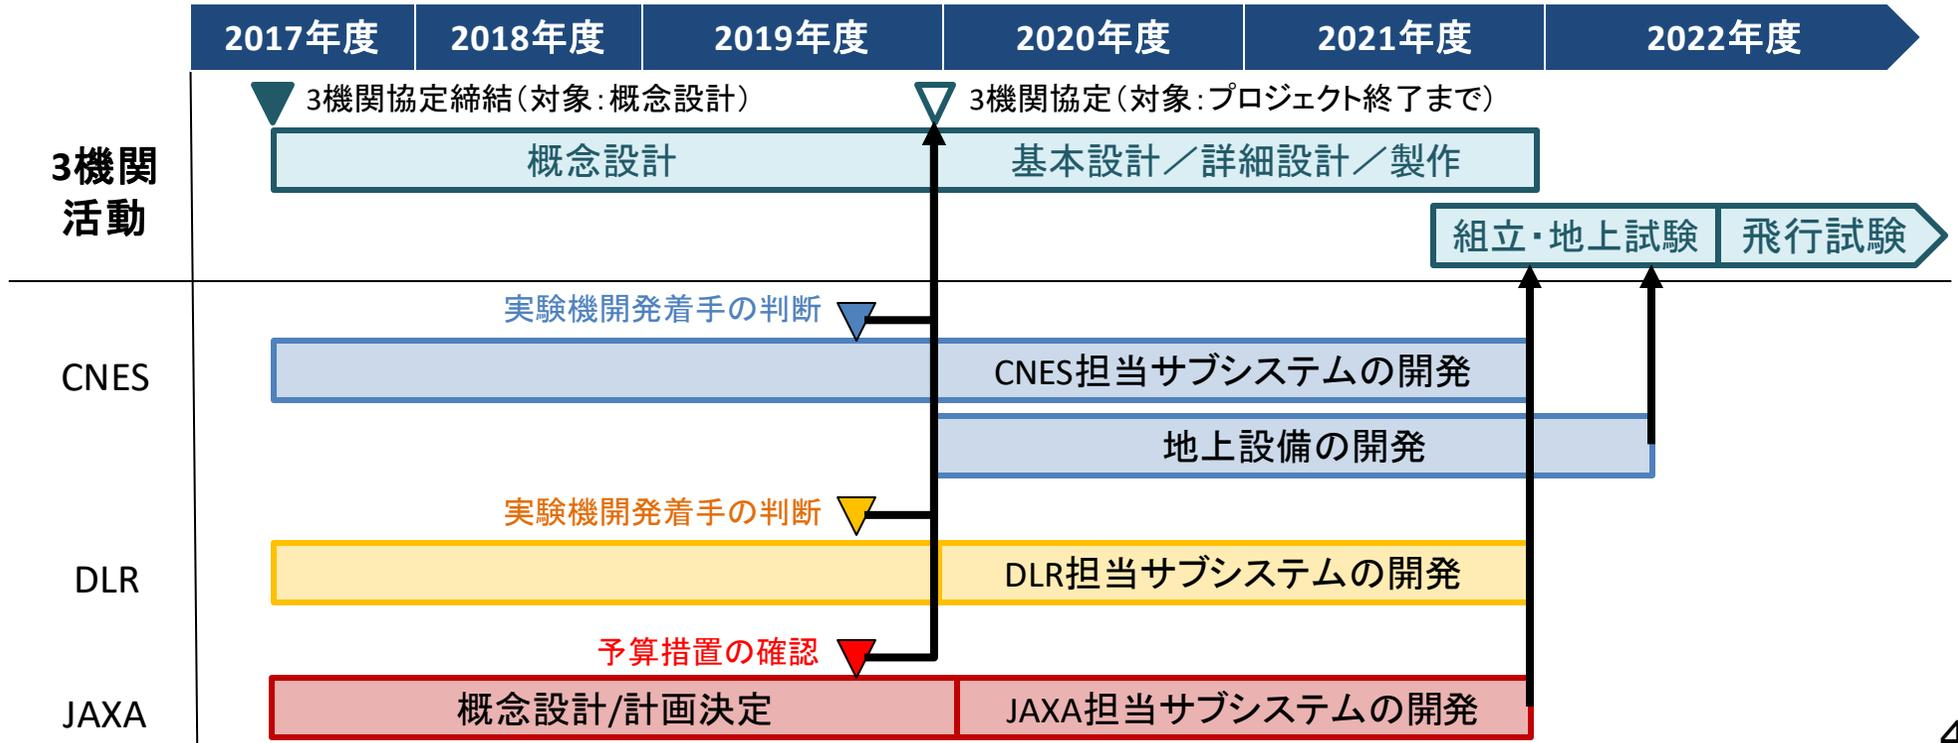 2017年度 2018年度 2019年度 2020年度 2021年度 2022年度
3機関協定締結（対象：概念設計） 3機関協定（対象：プロジェクト終了まで）
3機関
活動
概念設計 基本設計／詳細設計／製作
組立・地上試験 飛行試験
実験機開発着手の判断
CNES CNES担当サブシステムの開発
地上設備の開発
実験機開発着手の判断
DLR DLR担当サブシステムの開発
予算措置の確認
JAXA 概念設計/計画決定 JAXA担当サブシステムの開発